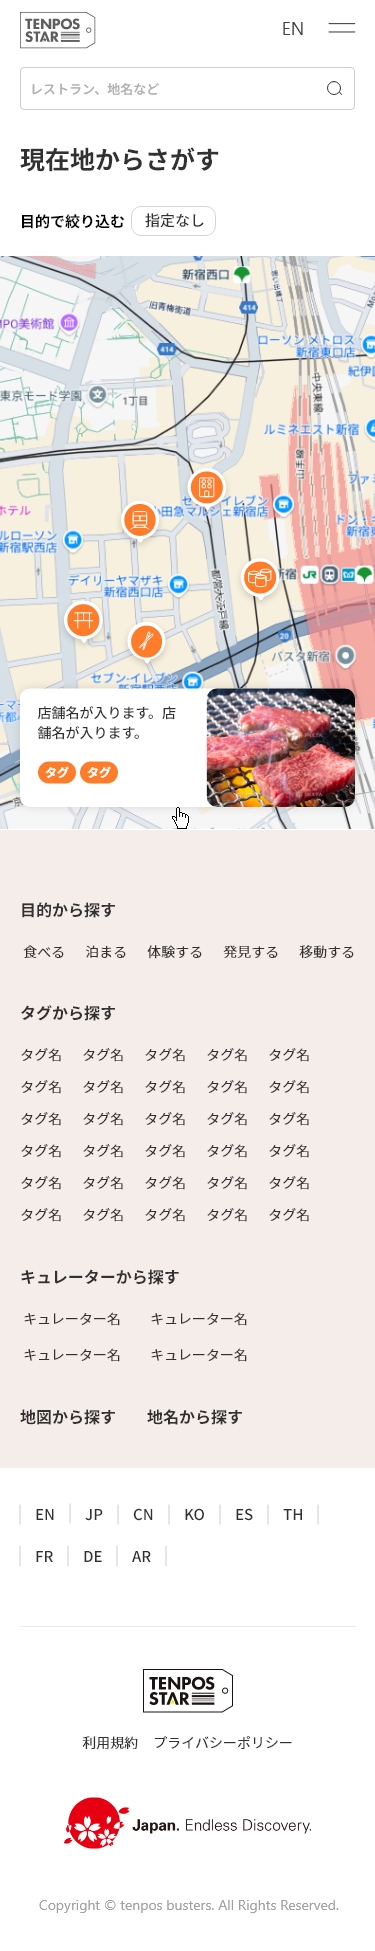 TENPOS
STAR
EN
レストラン、地名など
現在地からさがす
目的で絞り込む 指定なし
新宿西口
旧青梅街道
414
MPO美術館
414
ローソン メトロス
新宿東口店
東京モード学園
1丁目
中央東線
紀伊
ルミネエスト新宿
山手線
ファミ
セブン-イレブン
小田急マルシェ新宿店
ホテル
ルローソン
新宿駅西店
ドン・
新宿
JR
デイリーヤマザキ
新宿西口店
都営大江戸線
20
バスタ新宿
セブン-イレブン
店舗名が入ります。店
舗名が入ります。
タグ タグ
目的から探す
食べる 泊まる 体験する 発見する 移動する
タグから探す
タグ名 タグ名 タグ名 タグ名 タグ名
タグ名 タグ名 タグ名 タグ名 タグ名
タグ名 タグ名 タグ名 タグ名 タグ名
タグ名 タグ名 タグ名 タグ名 タグ名
タグ名 タグ名 タグ名 タグ名 タグ名
タグ名 タグ名 タグ名 タグ名 タグ名
キュレーターから探す
キュレーター名 キュレーター名
キュレーター名 キュレーター名
地図から探す 地名から探す
EN JP CN KO ES TH
FR DE AR
TENPOS
STAR
利用規約 プライバシーポリシー
Japan. Endless Discovery.
Copyright © tenpos busters. All Rights Reserved.